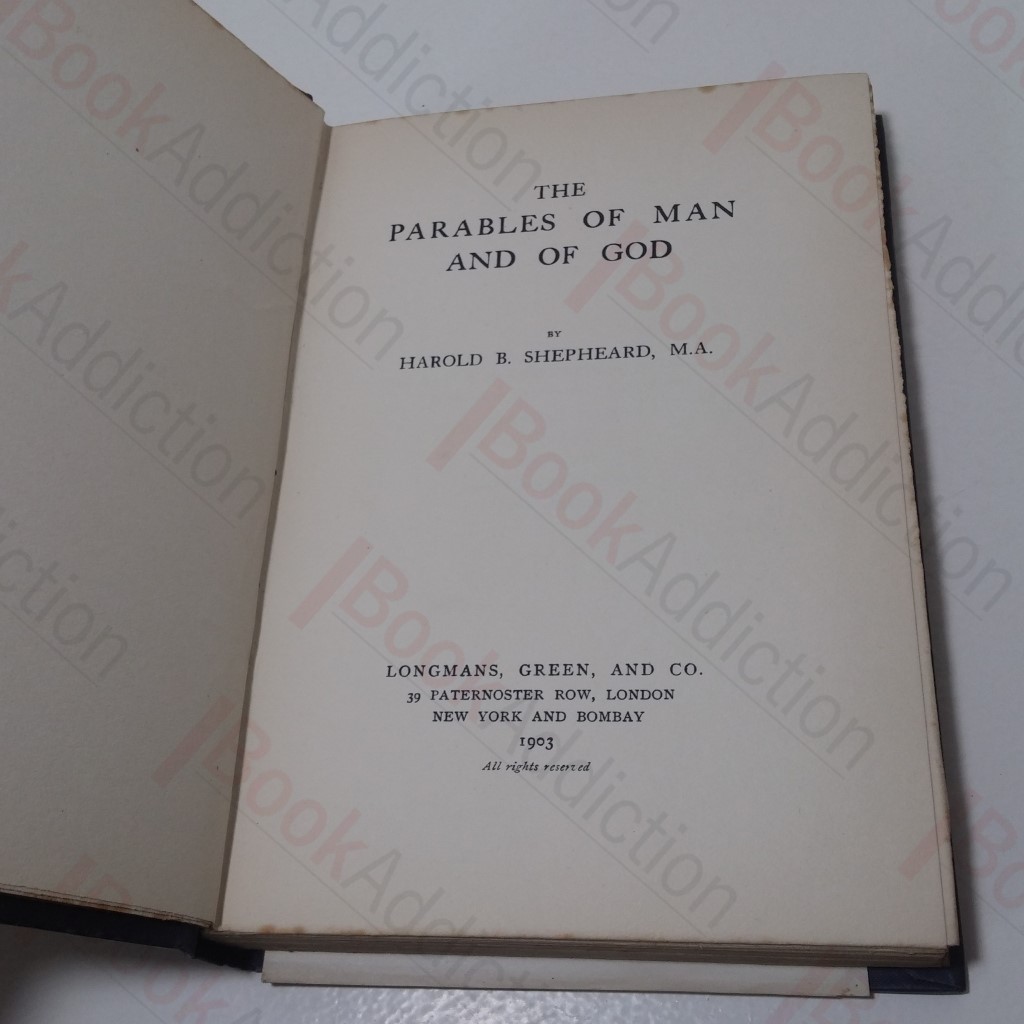 THE
PARABLES OF MAN
AND OF GOD
BY
HAROLD B. SHEPHEARD, M.A.
LONGMANS, GREEN, AND CO.
39 PATERNOSTER ROW, LONDON
NEW YORK AND BOMBAY
1903
All rights reserved
BookAddiction